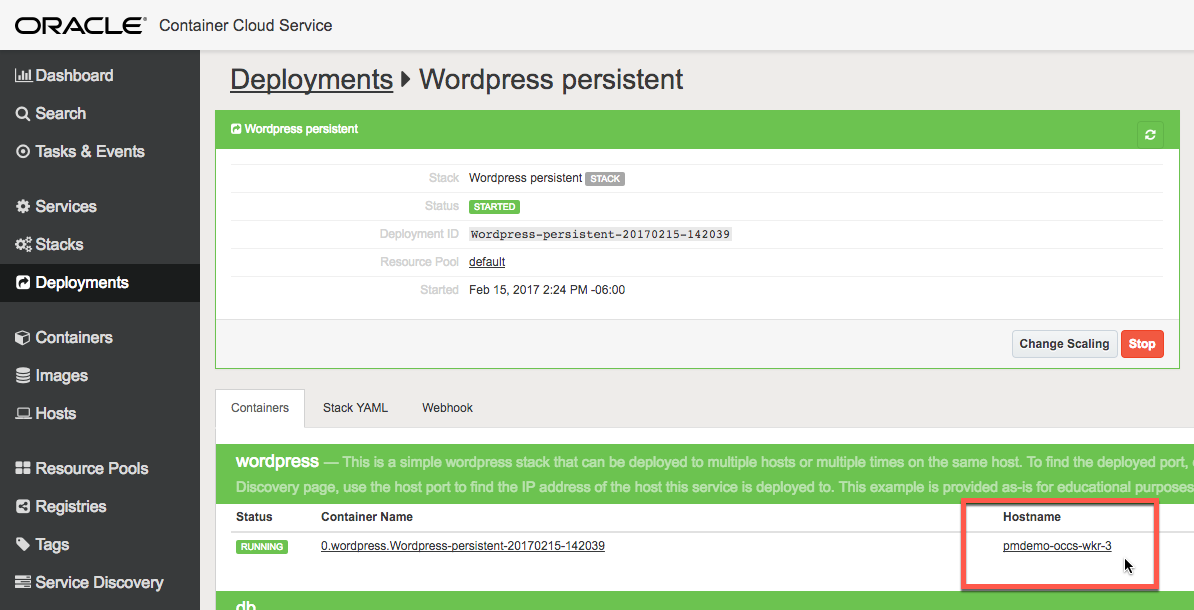 ORACLE® Container Cloud Service
Dashboard
Search
Tasks & Events
Services
Stacks
Deployments
Containers
Images
Hosts
Resource Pools
Registries
Tags
Service Discovery
Deployments Wordpress persistent
Wordpress persistent
Stack Wordpress persistent STACK
Status STARTED
Deployment ID Wordpress-persistent-20170215-142039
Resource Pool default
Started Feb 15, 2017 2:24 PM -06:00
Change Scaling Stop
Containers Stack YAML Webhook
wordpress — This is a simple wordpress stack that can be deployed to multiple hosts or multiple times on the same host. To find the deployed port,
Discovery page, use the host port to find the IP address of the host this service is deployed to. This example is provided as-is for educational purposes
Status Container Name Hostname
RUNNING 0.wordpress.Wordpress-persistent-20170215-142039 pmdemo-occs-wkr-3
db